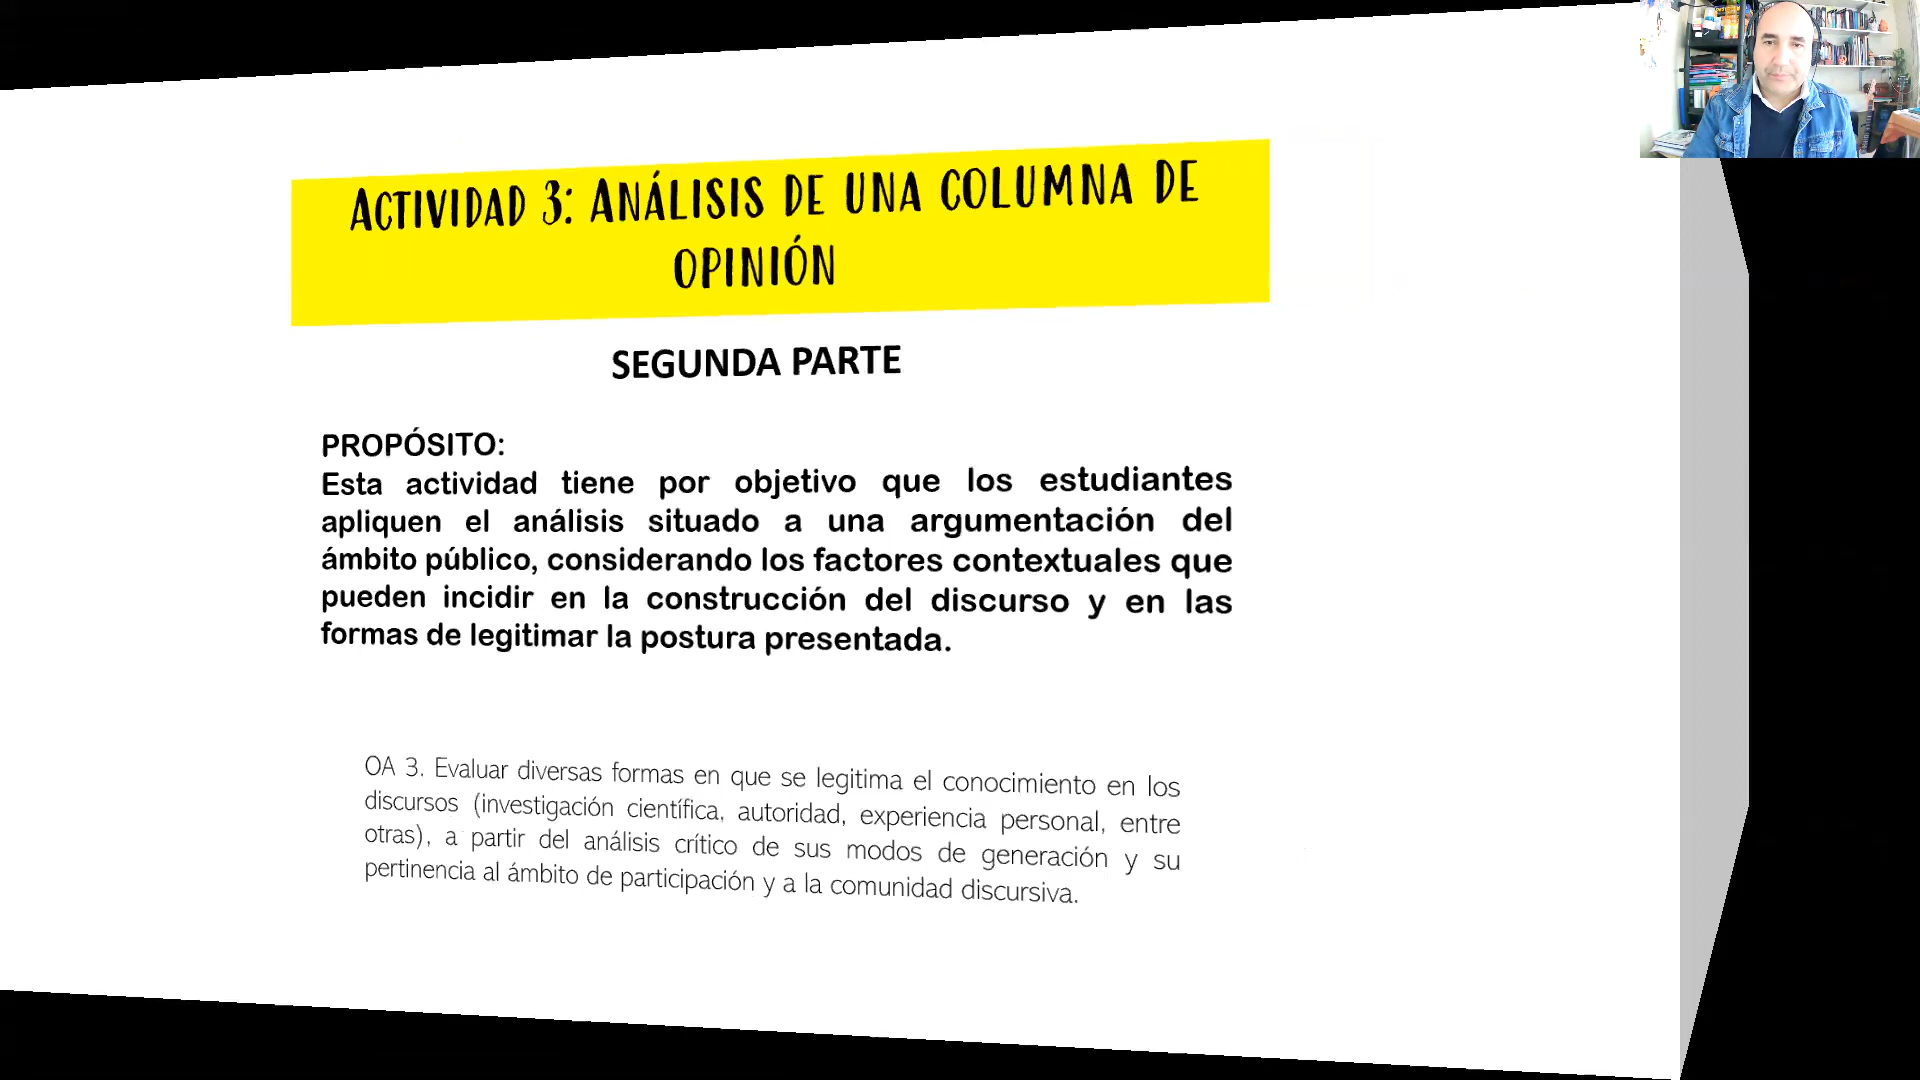 ACTIVIDAD 3: ANÁLISIS DE UNA COLUMNA DE
OPINIÓN
SEGUNDA PARTE
PROPÓSITO:
Esta actividad tiene por objetivo que los estudiantes
apliquen el análisis situado a una argumentación del
ámbito público, considerando los factores contextuales que
pueden incidir en la construcción del discurso y en las
formas de legitimar la postura presentada.
OA 3. Evaluar diversas formas en que se legitima el conocimiento en los
discursos (investigación científica, autoridad, experiencia personal, entre
otras), a partir del análisis crítico de sus modos de generación y su
pertinencia al ámbito de participación y a la comunidad discursiva.